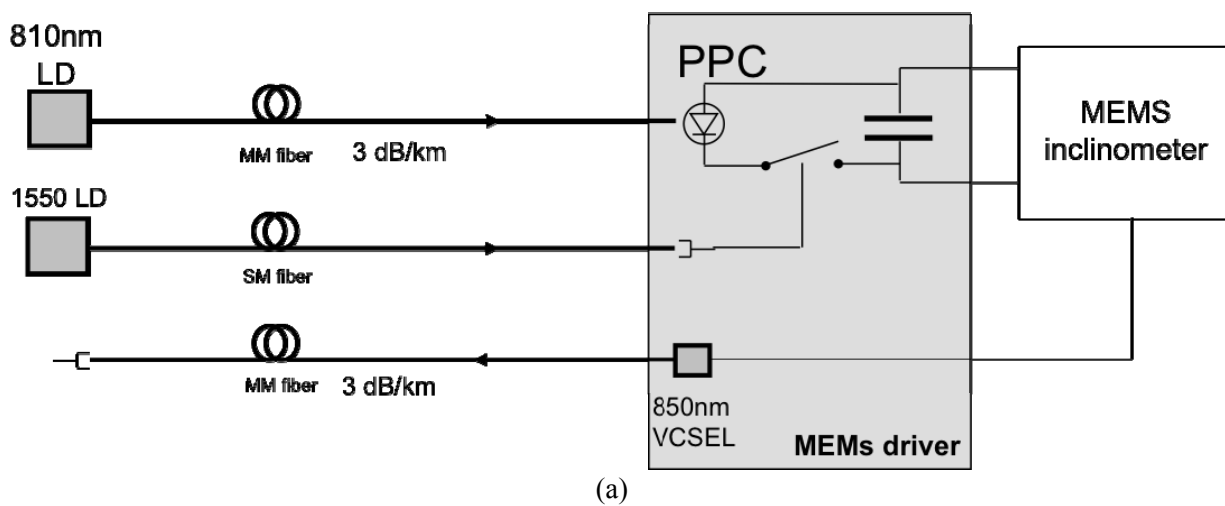 810nm
LD
MM fiber
3 dB/km
PPC
MEMS
inclinometer
1550 LD
SM fiber
MM fiber
3 dB/km
850nm
VCSEL
MEMs driver
(a)